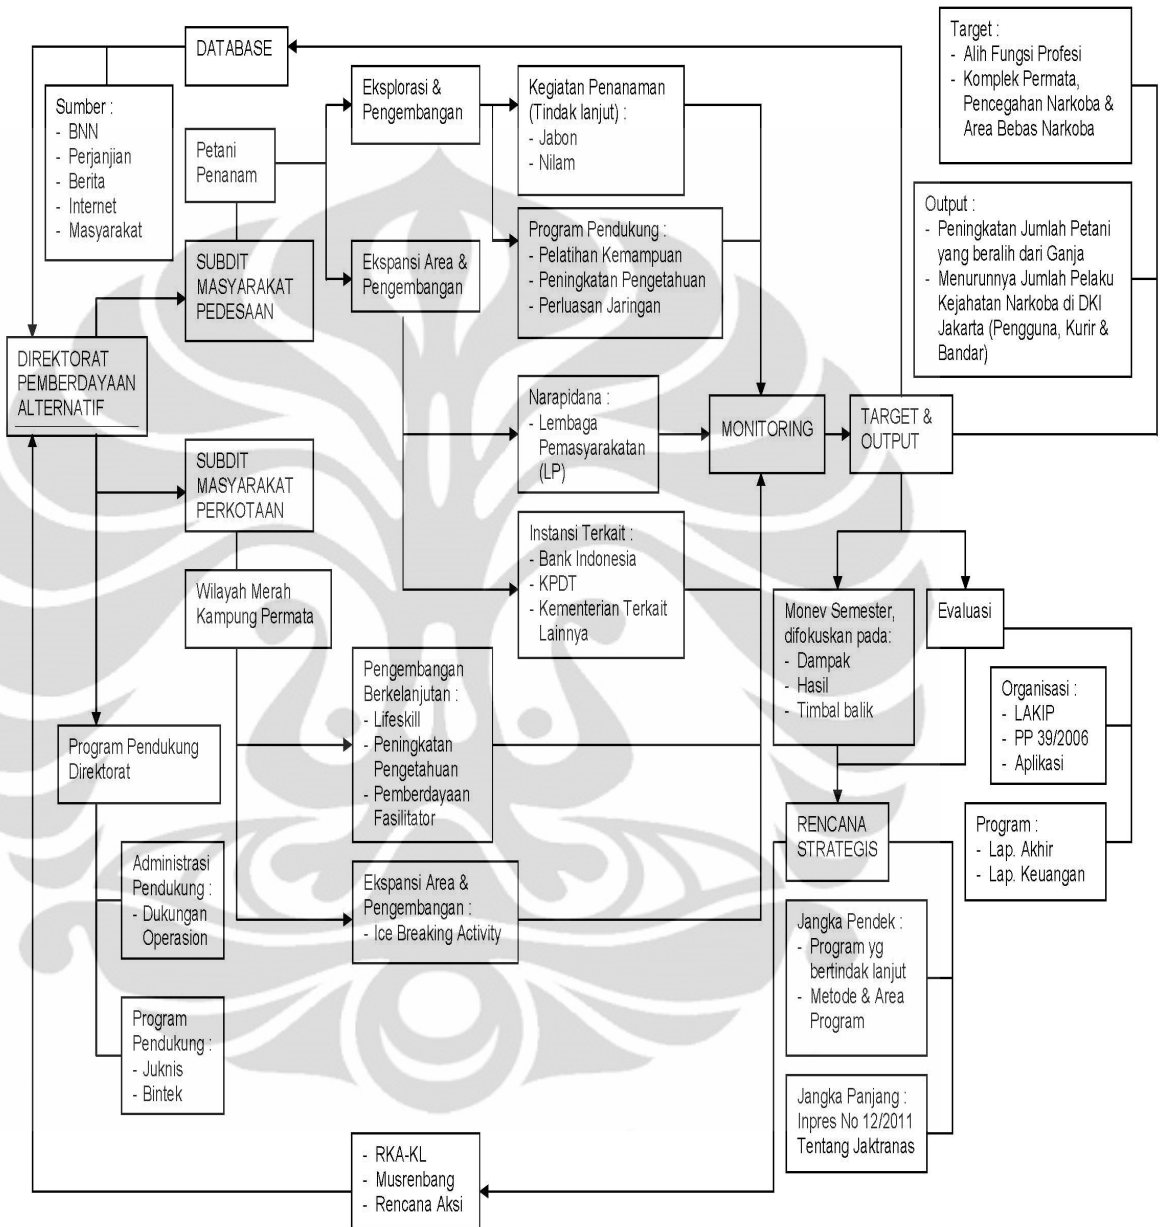 DATABASE
Sumber :
- BNN
- Perjanjian
- Berita
- Internet
- Masyarakat
Petani
Penanam
Eksplorasi &
Pengembangan
Kegiatan Penanaman
(Tindak lanjut) :
- Jabon
- Nilam
Target :
- Alih Fungsi Profesi
- Komplek Permata,
Pencegahan Narkoba &
Area Bebas Narkoba
SUBDIT
MASYARAKAT
PEDESAAN
Ekspansi Area &
Pengembangan
Program Pendukung :
- Pelatihan Kemampuan
- Peningkatan Pengetahuan
- Perluasan Jaringan
Output :
- Peningkatan Jumlah Petani
yang beralih dari Ganja
- Menurunnya Jumlah Pelaku
Kejahatan Narkoba di DKI
Jakarta (Pengguna, Kurir &
Bandar)
DIREKTORAT
PEMBERDAYAAN
ALTERNATIF
Narapidana :
- Lembaga
Pemasyarakatan
(LP)
MONITORING
TARGET &
OUTPUT
SUBDIT
MASYARAKAT
PERKOTAAN
Instansi Terkait :
- Bank Indonesia
- KPDT
- Kementerian Terkait
Lainnya
Wilayah Merah
Kampung Permata
Monev Semester,
difokuskan pada:
- Dampak
- Hasil
- Timbal balik
Evaluasi
Pengembangan
Berkelanjutan :
- Lifeskill
- Peningkatan
Pengetahuan
- Pemberdayaan
Fasilitator
Organisasi :
- LAKIP
- PP 39/2006
- Aplikasi
Program Pendukung
Direktorat
RENCANA
STRATEGIS
Program :
- Lap. Akhir
- Lap. Keuangan
Administrasi
Pendukung :
- Dukungan
Operasion
Ekspansi Area &
Pengembangan :
- Ice Breaking Activity
Jangka Pendek :
- Program yg
bertindak lanjut
- Metode & Area
Program
Program
Pendukung :
- Juknis
- Bintek
Jangka Panjang :
Inpres No 12/2011
Tentang Jaktranas
- RKA-KL
- Musrenbang
- Rencana Aksi